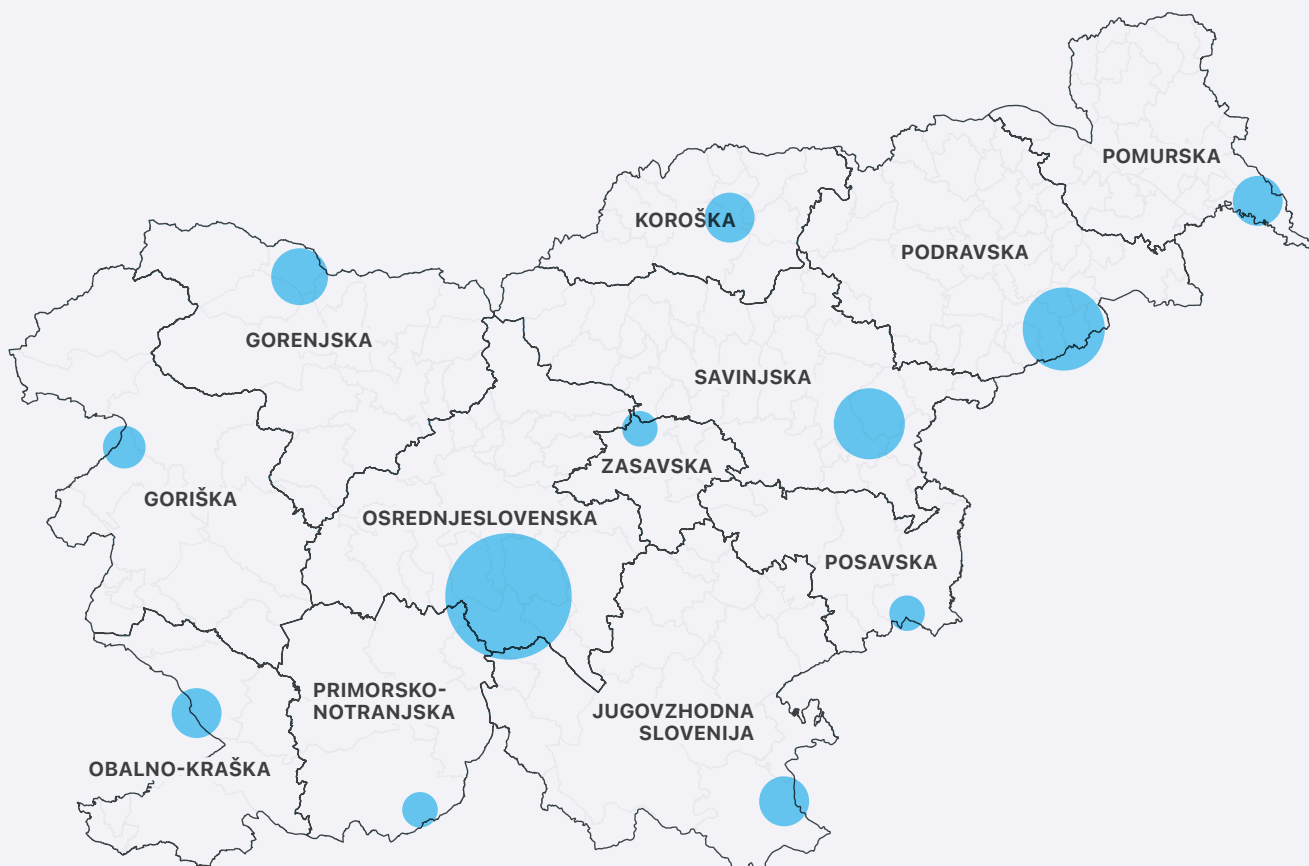 POMURSKA
KOROŠKA
PODRAVSKA
GORENJSKA
SAVINJSKA
ZASAVSKA
GORIŠKA
OSREDNJESLOVENSKA
POSAVSKA
PRIMORSKO-
NOTRANJSKA
JUGOVZHODNA
SLOVENIJA
OBALNO-KRAŠKA